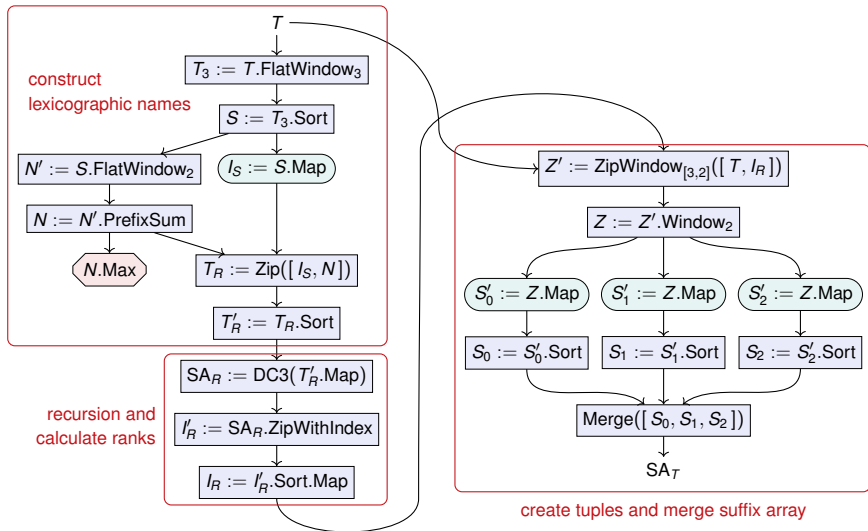 T
T₃ := T.FlatWindow₃
construct
lexicographic names
S := T₃.Sort
N′ := S.FlatWindow₂
I_S := S.Map
N := N′.PrefixSum
N.Max
T_R := Zip([ I_S, N ])
T′_R := T_R.Sort
SA_R := DC3(T′_R.Map)
recursion and
calculate ranks
I′_R := SA_R.ZipWithIndex
I_R := I′_R.Sort.Map
Z′ := ZipWindow_[3,2]([ T, I_R ])
Z := Z′.Window₂
S′₀ := Z.Map
S′₁ := Z.Map
S′₂ := Z.Map
S₀ := S′₀.Sort
S₁ := S′₁.Sort
S₂ := S′₂.Sort
Merge([ S₀, S₁, S₂ ])
SA_T
create tuples and merge suffix array